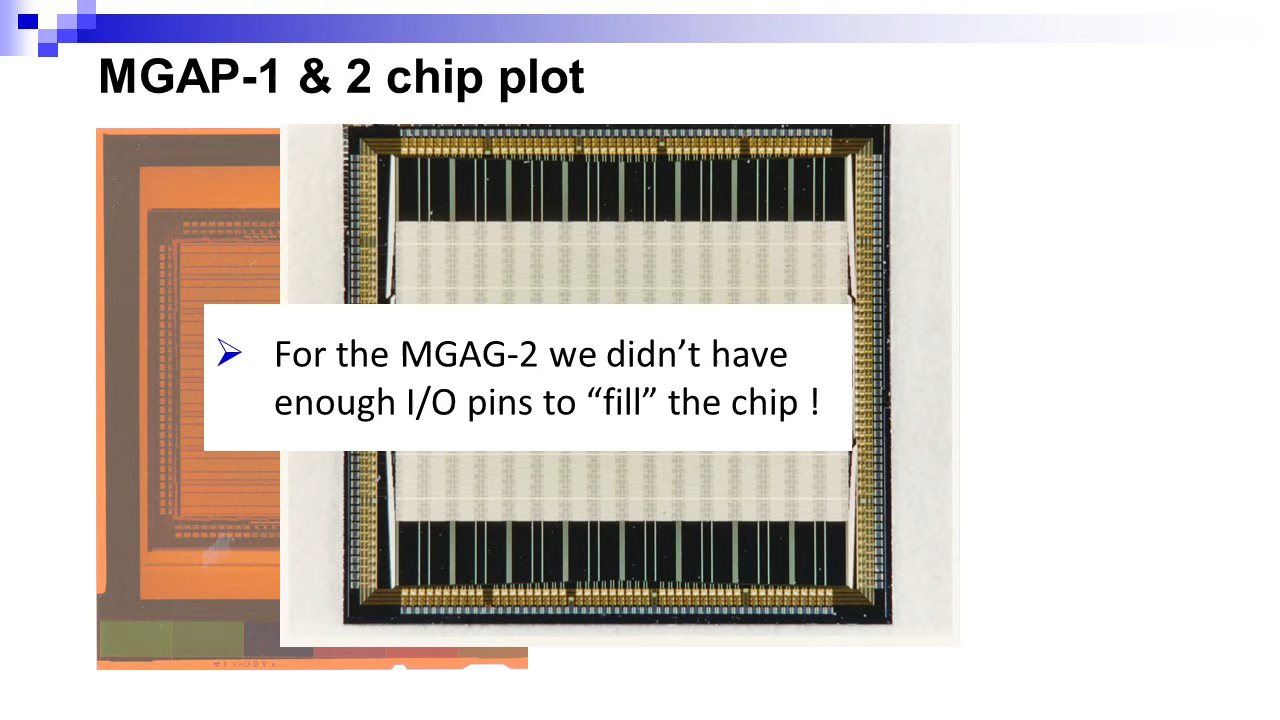 MGAP-1 & 2 chip plot
For the MGAG-2 we didn’t have
enough I/O pins to “fill” the chip !